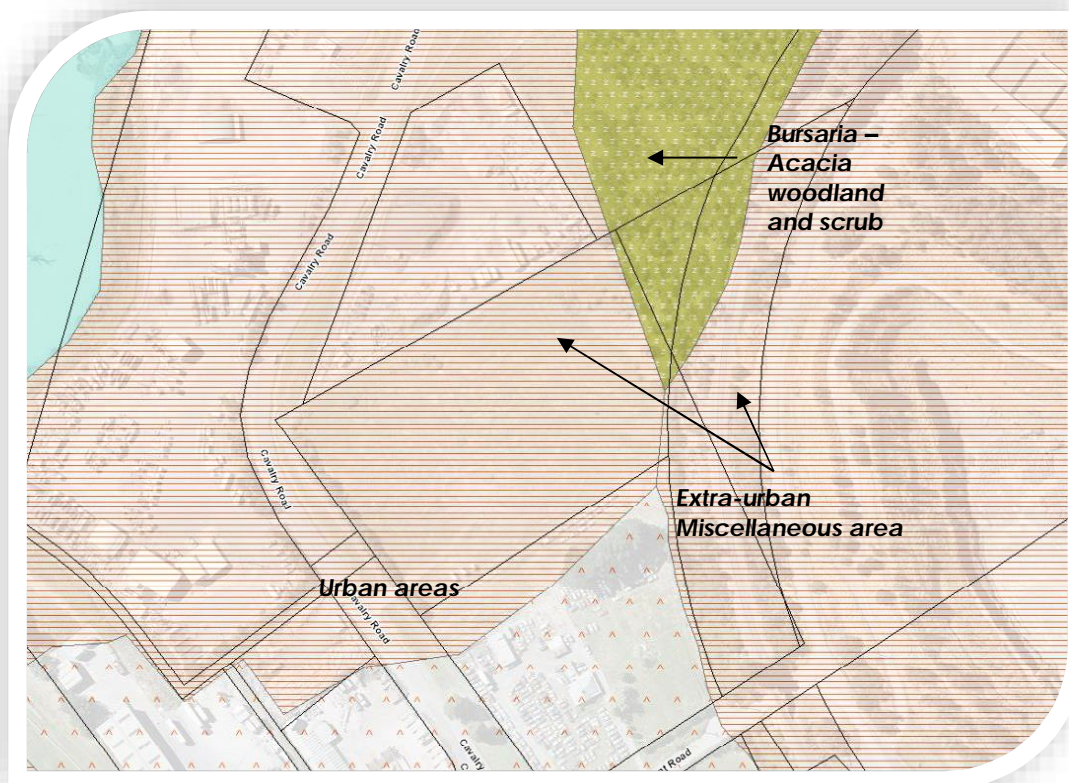 Cavalry Road
Cavalry Road
Cavalry Road
Bursaria –
Acacia
woodland
and scrub
Cavalry Road
Extra-urban
Miscellaneous area
Urban areas
Cavalry Road
Cavalry
Road